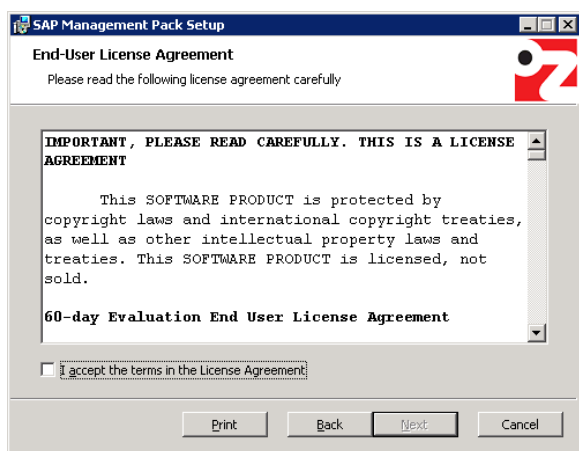 SAP Management Pack Setup
End-User License Agreement
Please read the following license agreement carefully
IMPORTANT, PLEASE READ CAREFULLY. THIS IS A LICENSE
AGREEMENT
This SOFTWARE PRODUCT is protected by
copyright laws and international copyright treaties,
as well as other intellectual property laws and
treaties. This SOFTWARE PRODUCT is licensed, not
sold.
60-day Evaluation End User License Agreement
I accept the terms in the License Agreement
Print Back Next Cancel